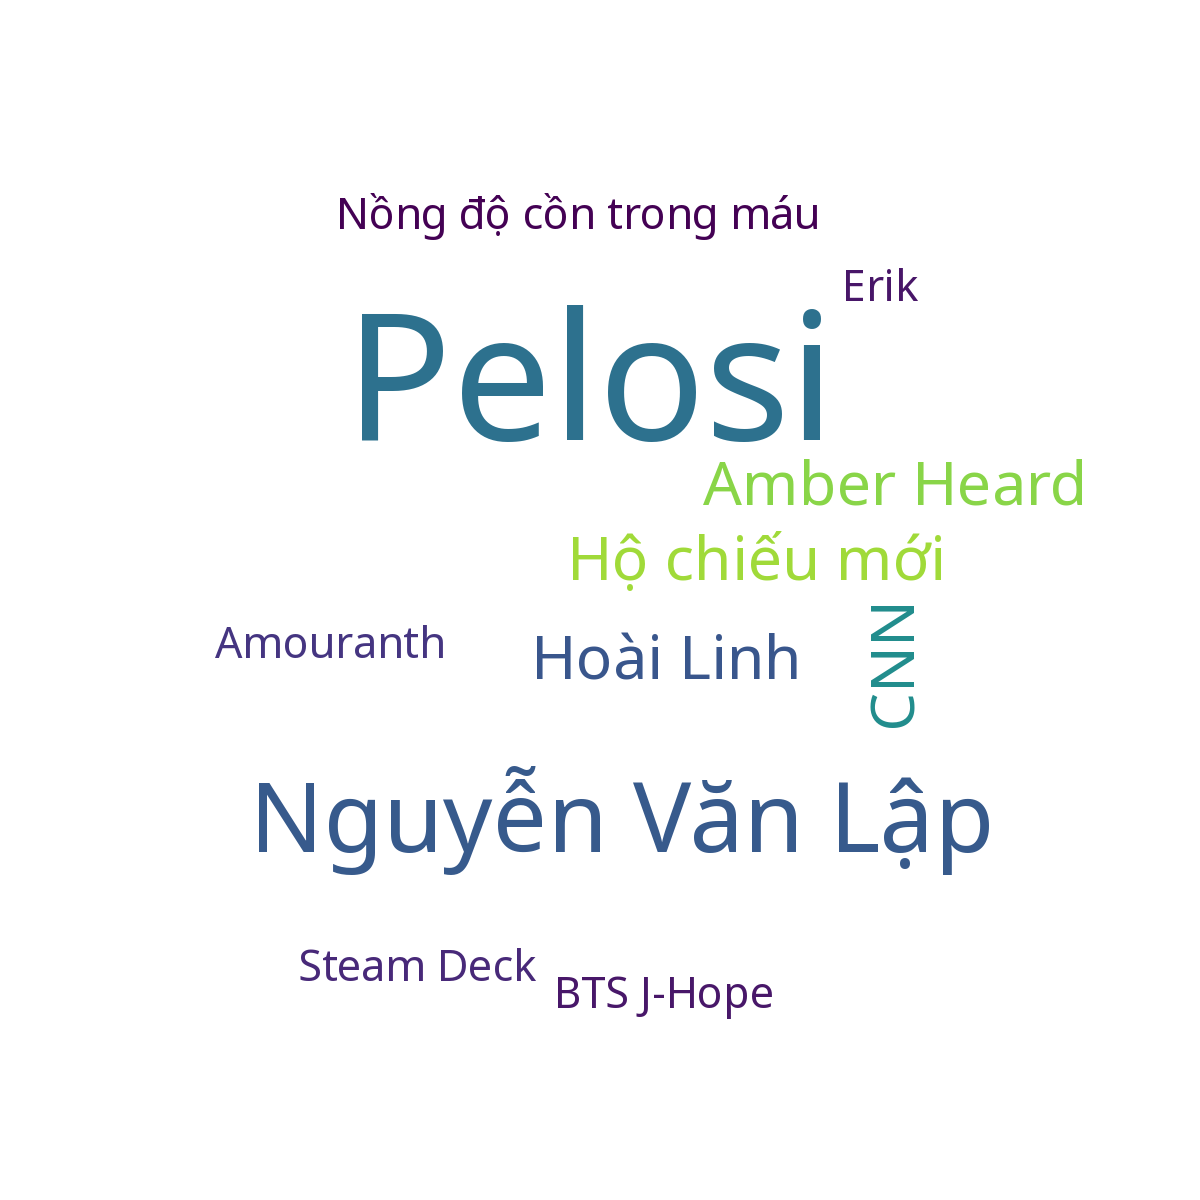 Nồng độ cồn trong máu
Erik
Pelosi
Amber Heard
Hộ chiếu mới
Amouranth
Hoài Linh
CNN
Nguyễn Văn Lập
Steam Deck
BTS J-Hope